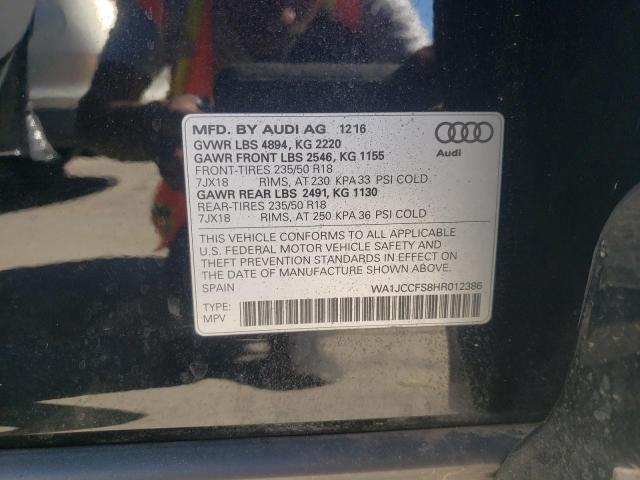 MFD. BY AUDI AG 12 16
GVWR LBS 4894, KG 2220
GAWR FRONT LBS 2546, KG 1155
FRONT-TIRES 235/50 R18
7JX18 RIMS, AT 230 KPA 33 PSI COLD
GAWR REAR LBS 2491, KG 1130
REAR-TIRES 235/50 R18
7JX18 RIMS, AT 250 KPA 36 PSI COLD
Audi
THIS VEHICLE CONFORMS TO ALL APPLICABLE
U.S. FEDERAL MOTOR VEHICLE SAFETY AND
THEFT PREVENTION STANDARDS IN EFFECT ON
THE DATE OF MANUFACTURE SHOWN ABOVE.
SPAIN WA1JCCFS8HR012386
TYPE:
MPV